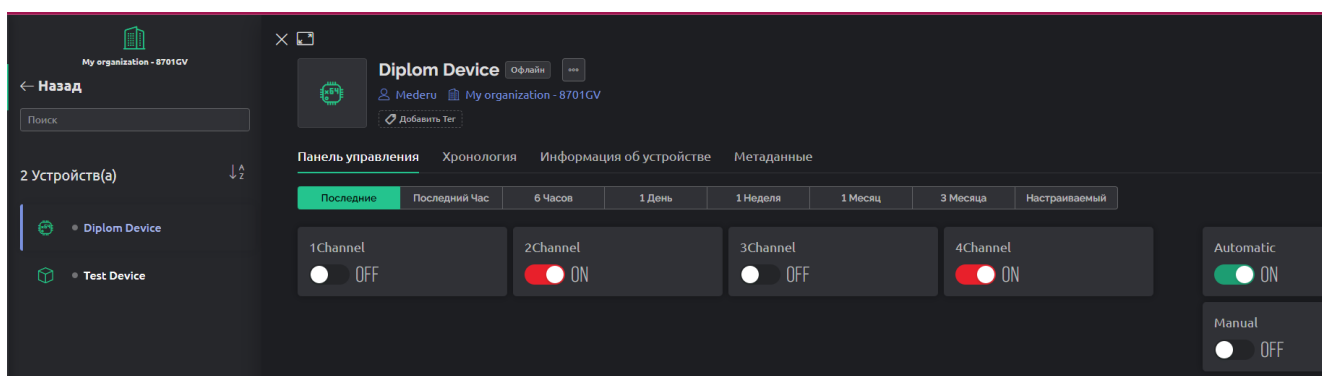 My organization - 8701GV
← Назад
Поиск
2 Устройств(а)
Diplom Device
Test Device
Diplom Device Офлайн
Mederu My organization - 8701GV
Добавить Тег
Панель управления Хронология Информация об устройстве Метаданные
Последние Последний Час 6 Часов 1 День 1 Неделя 1 Месяц 3 Месяца Настраиваемый
1Channel 2Channel 3Channel 4Channel Automatic
OFF ON OFF ON ON
Manual
OFF